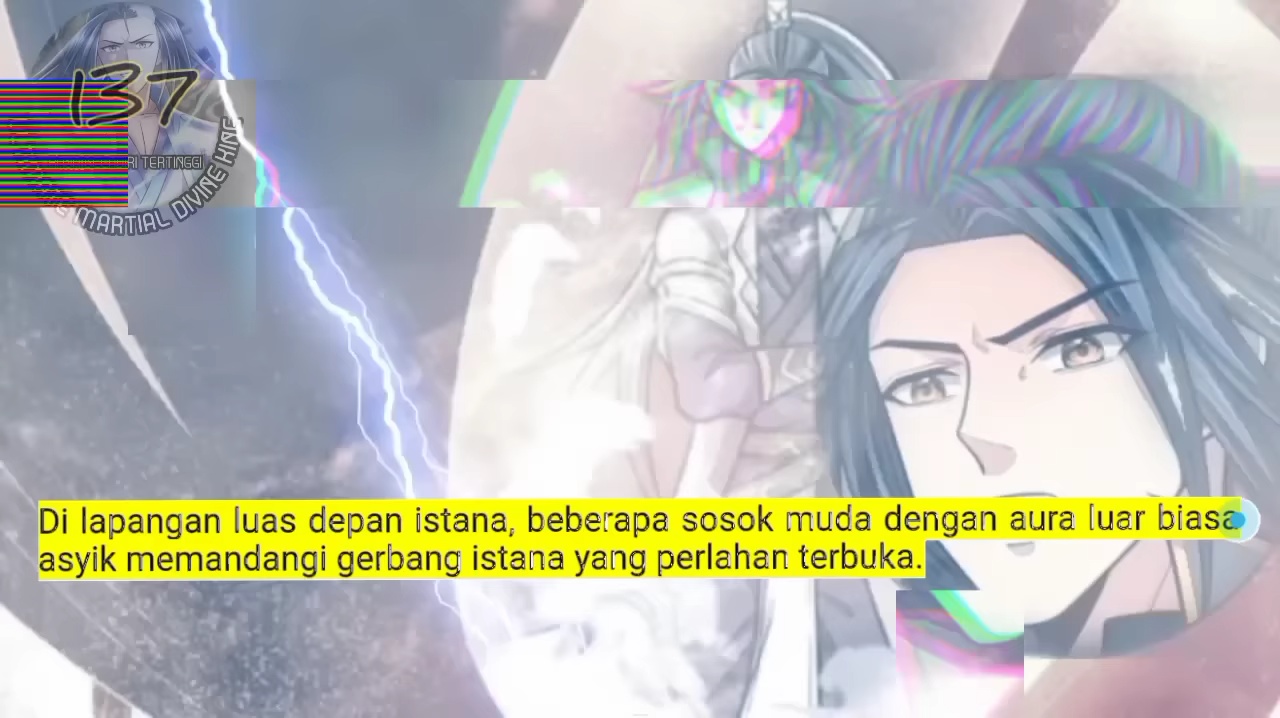 137
RI TERTINGGI
MARTIAL DIVINE KING
Di lapangan luas depan istana, beberapa sosok muda dengan aura luar biasa
asyik memandangi gerbang istana yang perlahan terbuka.